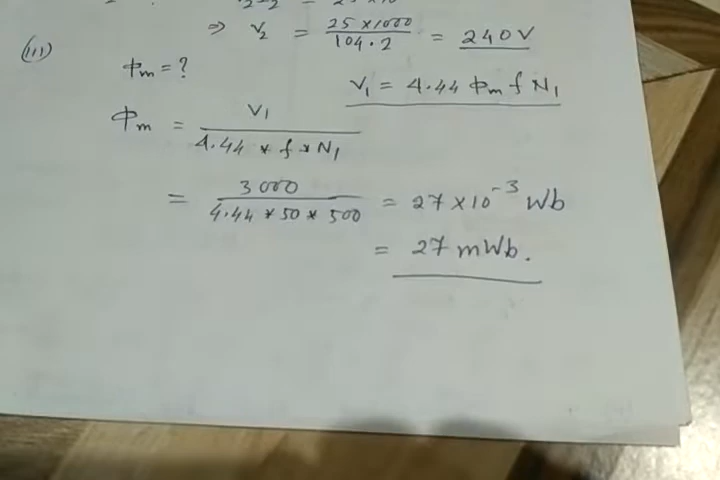 ⇒ V₂ = 25 × 1000 / 104.2 = 240V
(iii)
ϕm = ?
V₁ = 4.44 ϕm f N₁
ϕm = V₁ / 4.44 * f * N₁
= 3000 / 4.44 * 50 * 500 = 27 × 10⁻³ Wb
= 27 mWb.